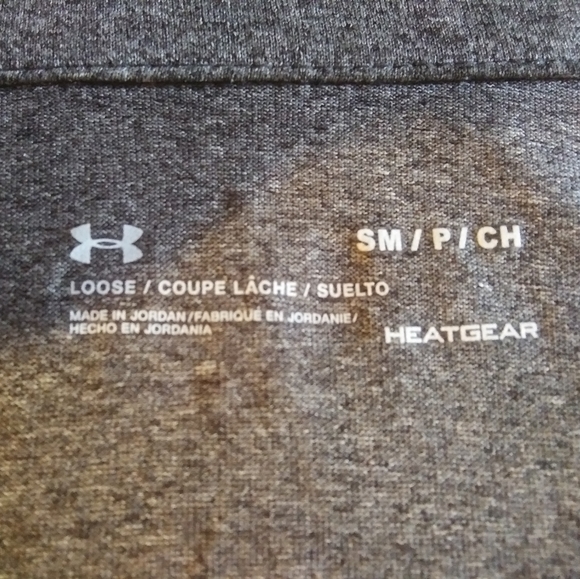 SM / P / CH
LOOSE / COUPE LÂCHE / SUELTO
MADE IN JORDAN / FABRIQUÉ EN JORDANIE /
HECHO EN JORDANIA
HEATGEAR